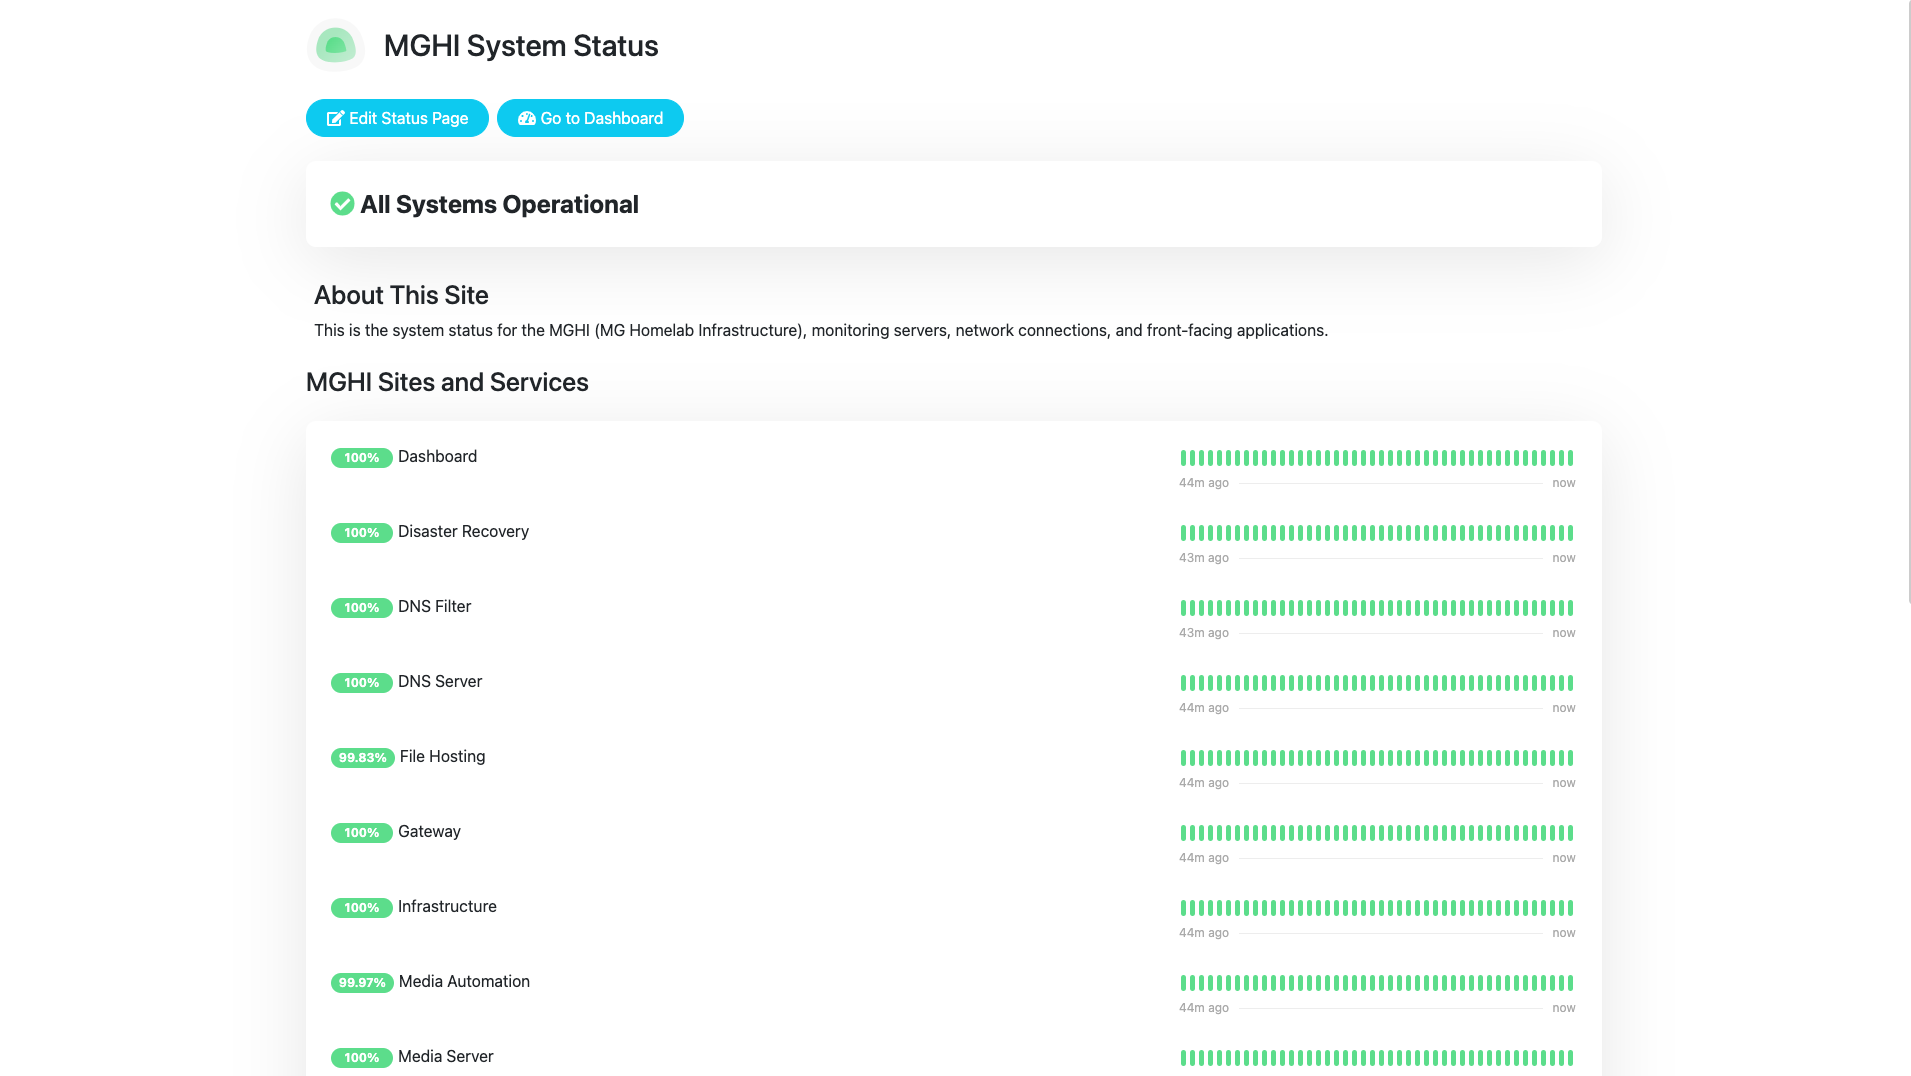 MGHI System Status
Edit Status Page
Go to Dashboard
All Systems Operational
About This Site
This is the system status for the MGHI (MG Homelab Infrastructure), monitoring servers, network connections, and front-facing applications.
MGHI Sites and Services
100% Dashboard
44m ago now
100% Disaster Recovery
43m ago now
100% DNS Filter
43m ago now
100% DNS Server
44m ago now
99.83% File Hosting
44m ago now
100% Gateway
44m ago now
100% Infrastructure
44m ago now
99.97% Media Automation
44m ago now
100% Media Server